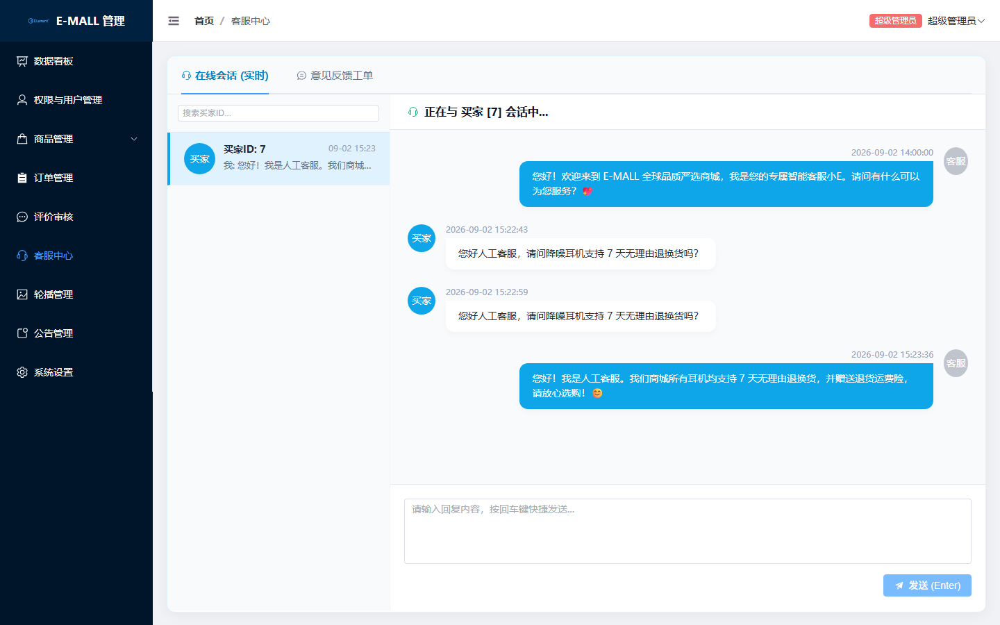 E-MALL 管理
首页 / 客服中心
超级管理员 超级管理员
数据看板
权限与用户管理
商品管理
订单管理
评价审核
客服中心
轮播管理
公告管理
系统设置
在线会话 (实时)
意见反馈工单
搜索买家ID...
买家
买家ID: 7
09-02 15:23
我: 您好！我是人工客服。我们商城...
正在与 买家 [7] 会话中...
2026-09-02 14:00:00
客服
您好！欢迎来到 E-MALL 全球品质严选商城，我是您的专属智能客服小E。请问有什么可以
为您服务？💖
2026-09-02 15:22:43
买家
您好人工客服，请问降噪耳机支持 7 天无理由退换货吗？
2026-09-02 15:22:59
买家
您好人工客服，请问降噪耳机支持 7 天无理由退换货吗？
2026-09-02 15:23:36
客服
您好！我是人工客服。我们商城所有耳机均支持 7 天无理由退换货，并赠送退货运费险，
请放心选购！😊
请输入回复内容，按回车键快捷发送...
发送 (Enter)